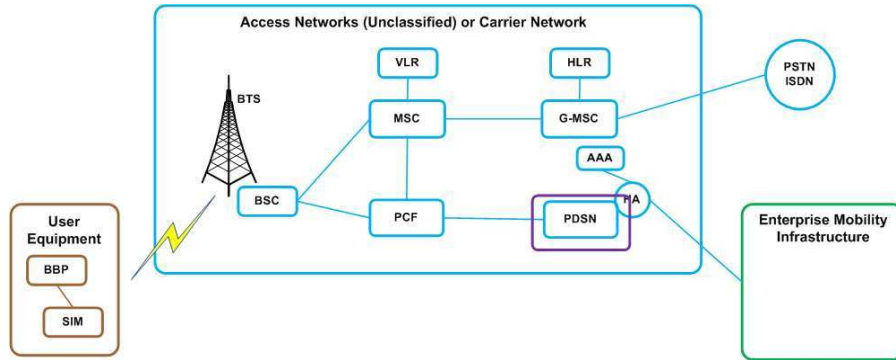 Access Networks (Unclassified) or Carrier Network
VLR
HLR
PSTN
ISDN
BTS
MSC
G-MSC
AAA
BSC
PCF
PDSN
HA
User
Equipment
BBP
SIM
Enterprise Mobility
Infrastructure